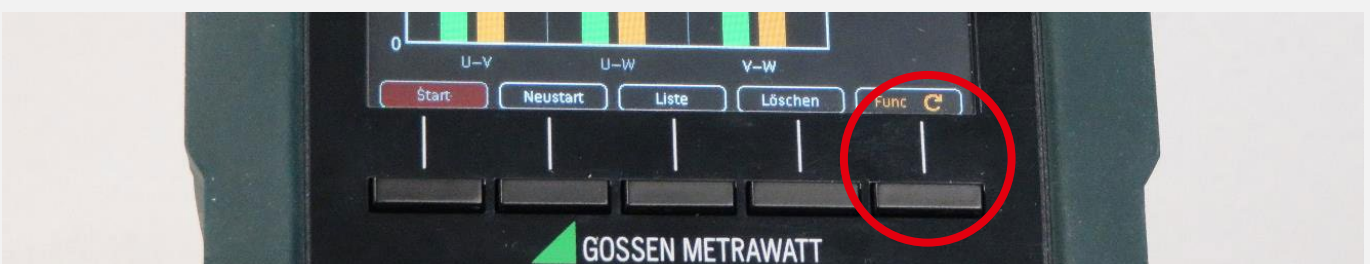 0
U-V U-W V-W
Start Neustart Liste Löschen Func
GOSSEN METRAWATT